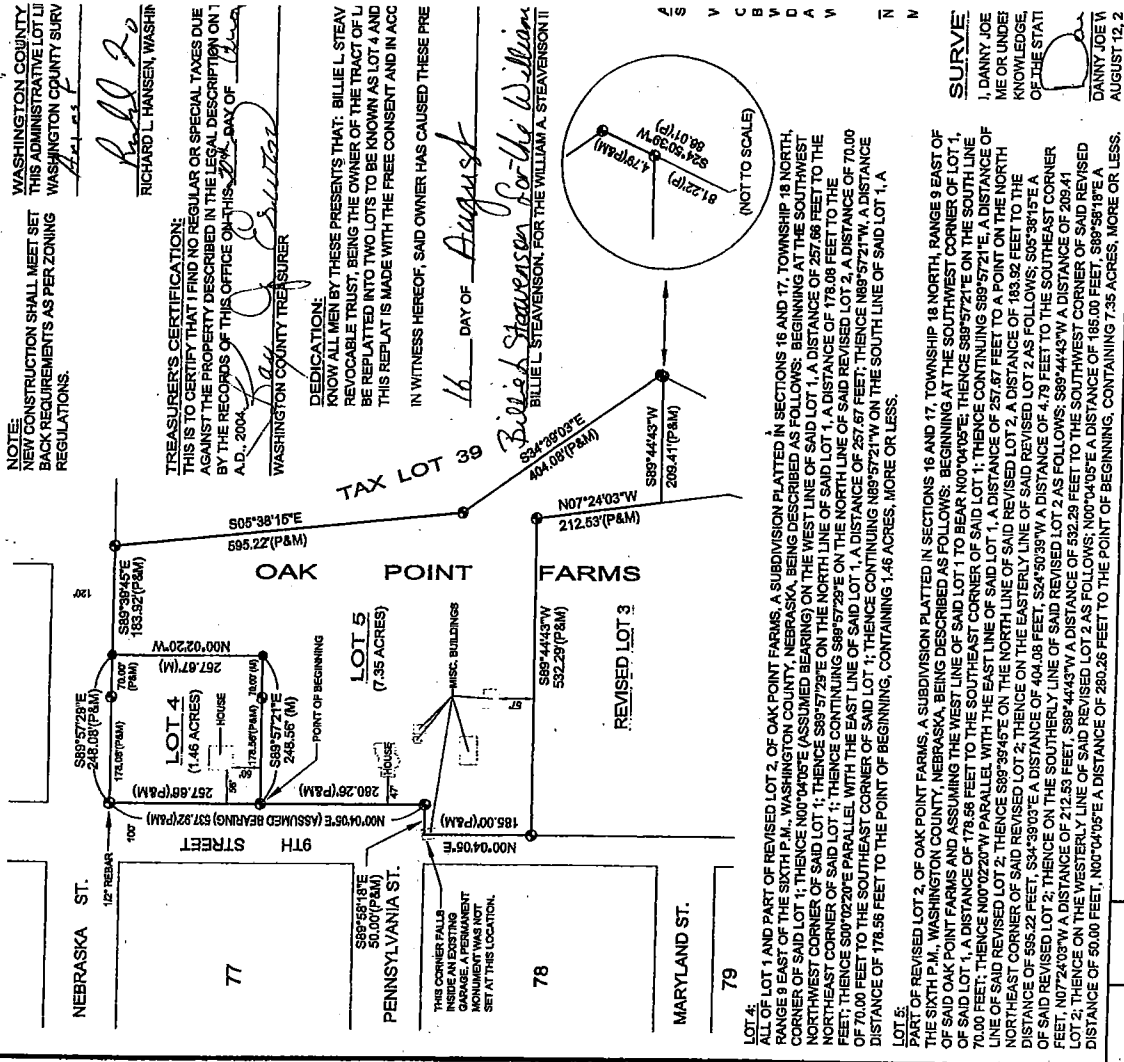 NOTE:
NEW CONSTRUCTION SHALL MEET SET
BACK REQUIREMENTS AS PER ZONING
REGULATIONS.
WASHINGTON COUNTY
THIS ADMINISTRATIVE LOT LI
WASHINGTON COUNTY SURV
August
RICHARD L. HANSEN, WASHIN
TREASURER'S CERTIFICATION:
THIS IS TO CERTIFY THAT I FIND NO REGULAR OR SPECIAL TAXES DUE
AGAINST THE PROPERTY DESCRIBED IN THE LEGAL DESCRIPTION ON T
BY THE RECORDS OF THIS OFFICE ON THIS DAY OF
A.D., 2004.
WASHINGTON COUNTY TREASURER
DEDICATION:
KNOW ALL MEN BY THESE PRESENTS THAT: BILLIE L. STEAV
REVOCABLE TRUST, BEING THE OWNER OF THE TRACT OF L
BE REPLATTED INTO TWO LOTS TO BE KNOWN AS LOT 4 AND
THIS REPLAT IS MADE WITH THE FREE CONSENT AND IN ACC
IN WITNESS HEREOF, SAID OWNER HAS CAUSED THESE PRE
16 DAY OF August
Billie L Steavenson for the William
BILLIE L. STEAVENSON, FOR THE WILLIAM A. STEAVENSON II
NEBRASKA ST.
1/2" REBAR
100'
120'
S89°57'29"E
248.08'(P&M)
178.08'(P&M)
70.00'
(P&M)
S89°39'45"E
183.92'(P&M)
LOT 4
(1.46 ACRES)
HOUSE
N00°02'20"W
257.67'(M)
257.66'(P&M)
56'
50'
178.56'(P&M)
70.00'(M)
S89°57'21"E
248.56' (M)
POINT OF BEGINNING
N00°04'05"E (ASSUMED BEARING) 537.92'(P&M)
9TH STREET
77
260.26'(P&M)
HOUSE
47'
S89°58'18"E
50.00'(P&M)
PENNSYLVANIA ST.
THIS CORNER FALLS
INSIDE AN EXISTING
GARAGE. A PERMANENT
MONUMENT WAS NOT
SET AT THIS LOCATION.
78
N00°04'05"E
185.00'(P&M)
MISC. BUILDINGS
57'
LOT 5
(7.35 ACRES)
OAK POINT FARMS
S05°38'15"E
595.22'(P&M)
TAX LOT 39
S34°39'03"E
404.08'(P&M)
S89°44'43"W
532.29'(P&M)
N07°24'03"W
212.53'(P&M)
S89°44'43"W
209.41'(P&M)
REVISED LOT 3
MARYLAND ST.
79
4.79'(P&M)
S24°50'39"W
86.01'(P)
81.22'(P)
(NOT TO SCALE)
LOT 4:
ALL OF LOT 1 AND PART OF REVISED LOT 2, OF OAK POINT FARMS, A SUBDIVISION PLATTED IN SECTIONS 16 AND 17, TOWNSHIP 18 NORTH,
RANGE 9 EAST OF THE SIXTH P.M., WASHINGTON COUNTY, NEBRASKA, BEING DESCRIBED AS FOLLOWS: BEGINNING AT THE SOUTHWEST
CORNER OF SAID LOT 1; THENCE N00°04'05"E (ASSUMED BEARING) ON THE WEST LINE OF SAID LOT 1, A DISTANCE OF 257.66 FEET TO THE
NORTHWEST CORNER OF SAID LOT 1; THENCE S89°57'29"E ON THE NORTH LINE OF SAID LOT 1, A DISTANCE OF 178.08 FEET TO THE
NORTHEAST CORNER OF SAID LOT 1; THENCE CONTINUING S89°57'29"E ON THE NORTH LINE OF SAID REVISED LOT 2, A DISTANCE OF 70.00
FEET; THENCE S00°02'20"E PARALLEL WITH THE EAST LINE OF SAID LOT 1, A DISTANCE OF 257.67 FEET; THENCE N89°57'21"W, A DISTANCE
OF 70.00 FEET TO THE SOUTHEAST CORNER OF SAID LOT 1; THENCE CONTINUING N89°57'21"W ON THE SOUTH LINE OF SAID LOT 1, A
DISTANCE OF 178.56 FEET TO THE POINT OF BEGINNING, CONTAINING 1.46 ACRES, MORE OR LESS.
LOT 5:
PART OF REVISED LOT 2, OF OAK POINT FARMS, A SUBDIVISION PLATTED IN SECTIONS 16 AND 17, TOWNSHIP 18 NORTH, RANGE 9 EAST OF
THE SIXTH P.M., WASHINGTON COUNTY, NEBRASKA, BEING DESCRIBED AS FOLLOWS: BEGINNING AT THE SOUTHWEST CORNER OF LOT 1,
OF SAID OAK POINT FARMS AND ASSUMING THE WEST LINE OF SAID LOT 1 TO BEAR N00°04'05"E; THENCE S89°57'21"E ON THE SOUTH LINE
OF SAID LOT 1, A DISTANCE OF 178.56 FEET TO THE SOUTHEAST CORNER OF SAID LOT 1; THENCE CONTINUING S89°57'21"E, A DISTANCE OF
70.00 FEET; THENCE N00°02'20"W PARALLEL WITH THE EAST LINE OF SAID LOT 1, A DISTANCE OF 257.67 FEET TO A POINT ON THE NORTH
LINE OF SAID REVISED LOT 2; THENCE S89°39'45"E ON THE NORTH LINE OF SAID REVISED LOT 2, A DISTANCE OF 183.92 FEET TO THE
NORTHEAST CORNER OF SAID REVISED LOT 2; THENCE ON THE EASTERLY LINE OF SAID REVISED LOT 2 AS FOLLOWS; S05°38'15"E A
DISTANCE OF 595.22 FEET, S34°39'03"E A DISTANCE OF 404.08 FEET, S24°50'39"W A DISTANCE OF 4.79 FEET TO THE SOUTHEAST CORNER
OF SAID REVISED LOT 2; THENCE ON THE SOUTHERLY LINE OF SAID REVISED LOT 2 AS FOLLOWS; S89°44'43"W A DISTANCE OF 209.41
FEET, N07°24'03"W A DISTANCE OF 212.53 FEET, S89°44'43"W A DISTANCE OF 532.29 FEET TO THE SOUTHWEST CORNER OF SAID REVISED
LOT 2; THENCE ON THE WESTERLY LINE OF SAID REVISED LOT 2 AS FOLLOWS; N00°04'05"E A DISTANCE OF 185.00 FEET, S89°58'18"E A
DISTANCE OF 50.00 FEET, N00°04'05"E A DISTANCE OF 260.26 FEET TO THE POINT OF BEGINNING, CONTAINING 7.35 ACRES, MORE OR LESS.
SURVE
I, DANNY JOE
ME OR UNDER
KNOWLEDGE,
OF THE STAT
DANNY JOE W
AUGUST 12, 2